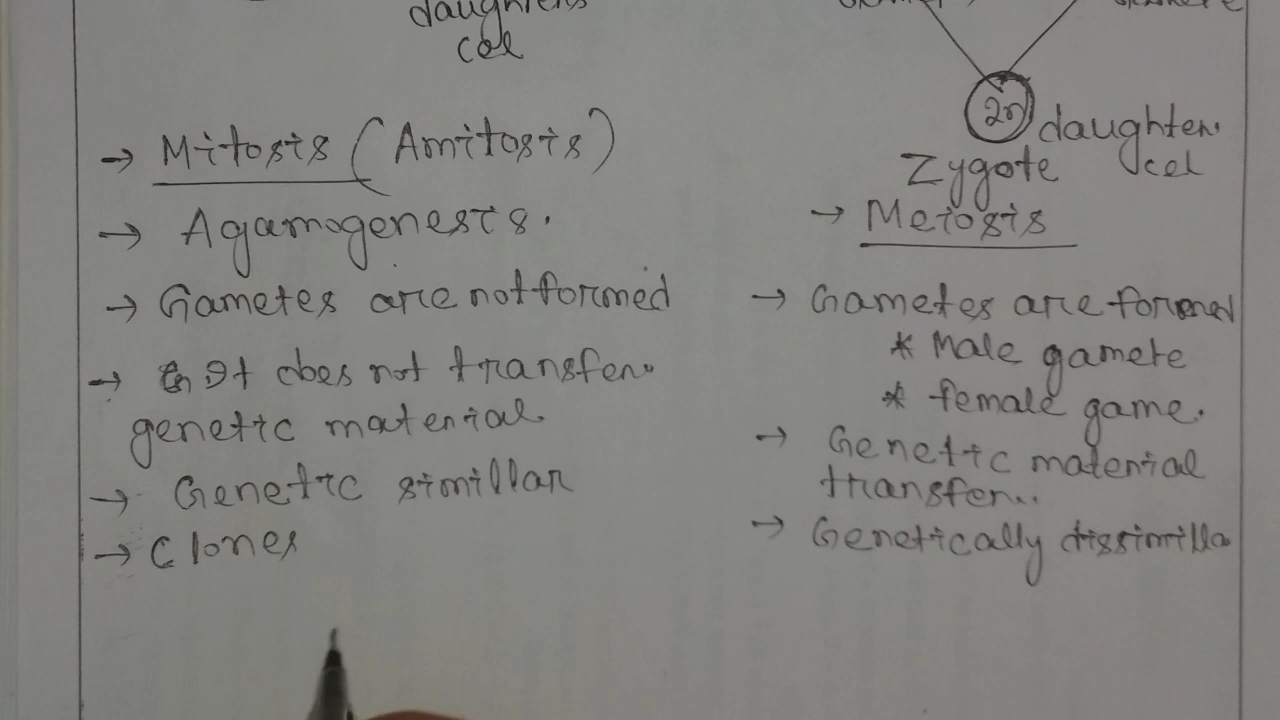 daughters
cel
→ Mitosis (Amitosis)
→ Agamogenesis.
→ Gametes are not formed
→ It does not transfer
genetic material.
→ Genetic simillar
→ Clones
2n daughter
Zygote cel
→ Meiosis
→ Gametes are formed
* Male gamete
* female game.
→ Genetic material
transfer..
→ Genetically dissimilla